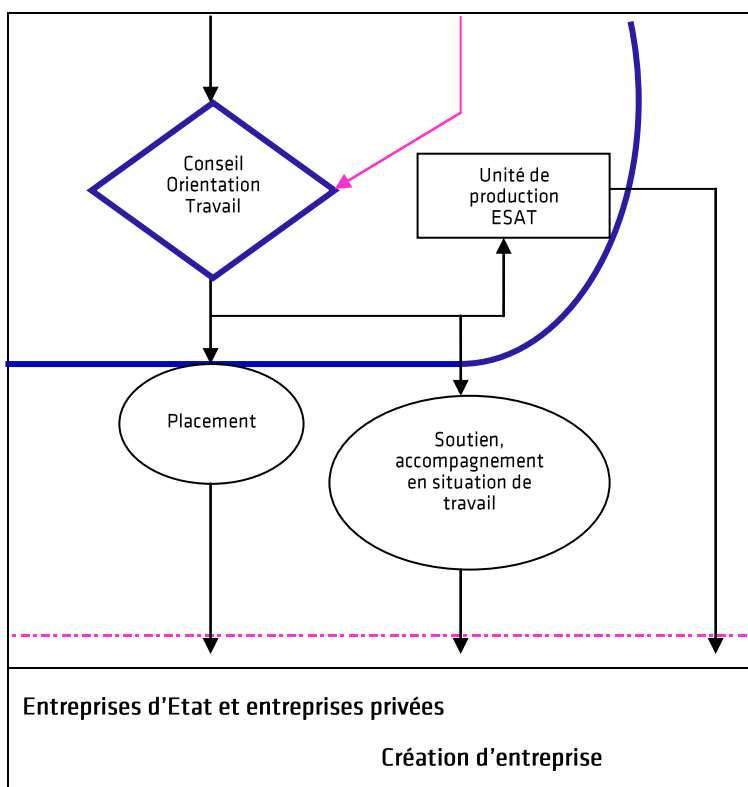 Conseil
Orientation
Travail
Unité de
production
ESAT
Placement
Soutien,
accompagnement
en situation de
travail
Entreprises d'Etat et entreprises privées
Création d'entreprise